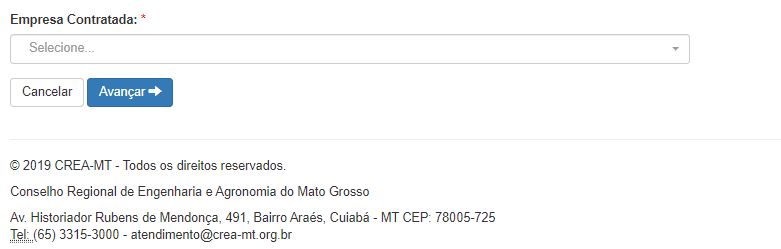 Empresa Contratada: *
Selecione...
Cancelar
Avançar
© 2019 CREA-MT - Todos os direitos reservados.
Conselho Regional de Engenharia e Agronomia do Mato Grosso
Av. Historiador Rubens de Mendonça, 491, Bairro Araés, Cuiabá - MT CEP: 78005-725
Tel: (65) 3315-3000 - atendimento@crea-mt.org.br